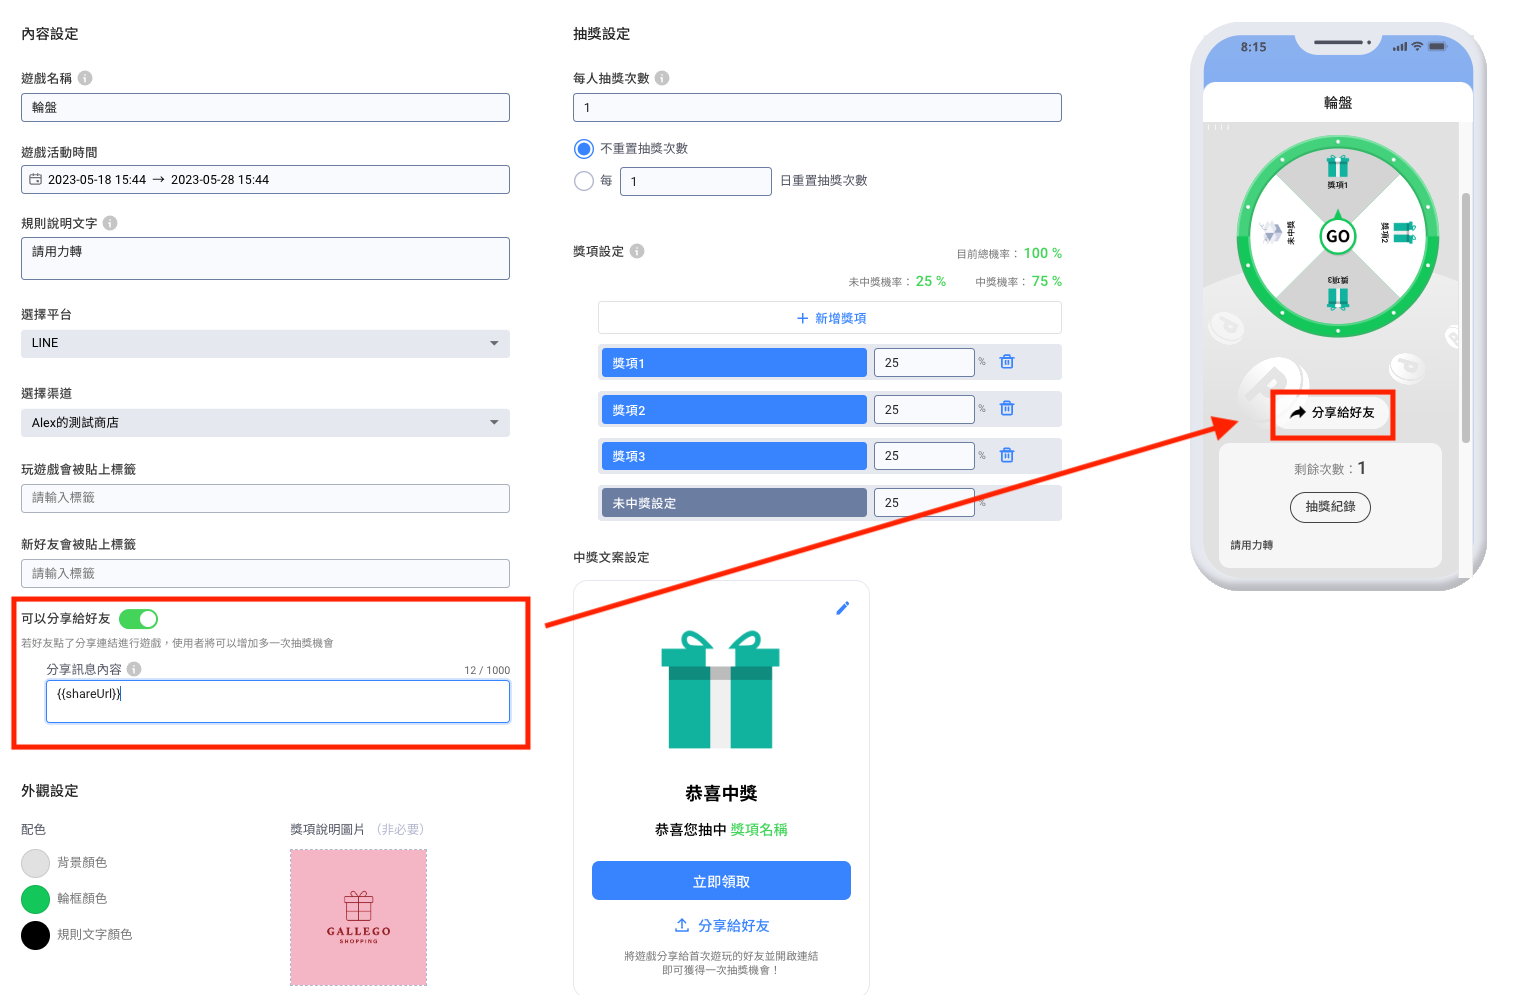 內容設定
遊戲名稱
輪盤
遊戲活動時間
2023-05-18 15:44 → 2023-05-28 15:44
規則說明文字
請用力轉
選擇平台
LINE
選擇渠道
Alex的測試商店
玩遊戲會被貼上標籤
請輸入標籤
新好友會被貼上標籤
請輸入標籤
可以分享給好友
若好友點了分享連結進行遊戲，使用者將可以增加多一次抽獎機會
分享訊息內容
12 / 1000
{{shareUrl}}
外觀設定
配色
背景顏色
輪框顏色
規則文字顏色
獎項說明圖片 （非必要）
GALLEGO
SHOPPING
抽獎設定
每人抽獎次數
1
不重置抽獎次數
每 1 日重置抽獎次數
獎項設定
目前總機率： 100 %
未中獎機率： 25 % 中獎機率： 75 %
+ 新增獎項
獎項1 25 %
獎項2 25 %
獎項3 25 %
未中獎設定 25 %
中獎文案設定
恭喜中獎
恭喜您抽中 獎項名稱
立即領取
分享給好友
將遊戲分享給首次遊玩的好友並開啟連結
即可獲得一次抽獎機會！
8:15
輪盤
獎項1
未中獎
GO
獎項2
獎項3
分享給好友
剩餘次數：1
抽獎紀錄
請用力轉